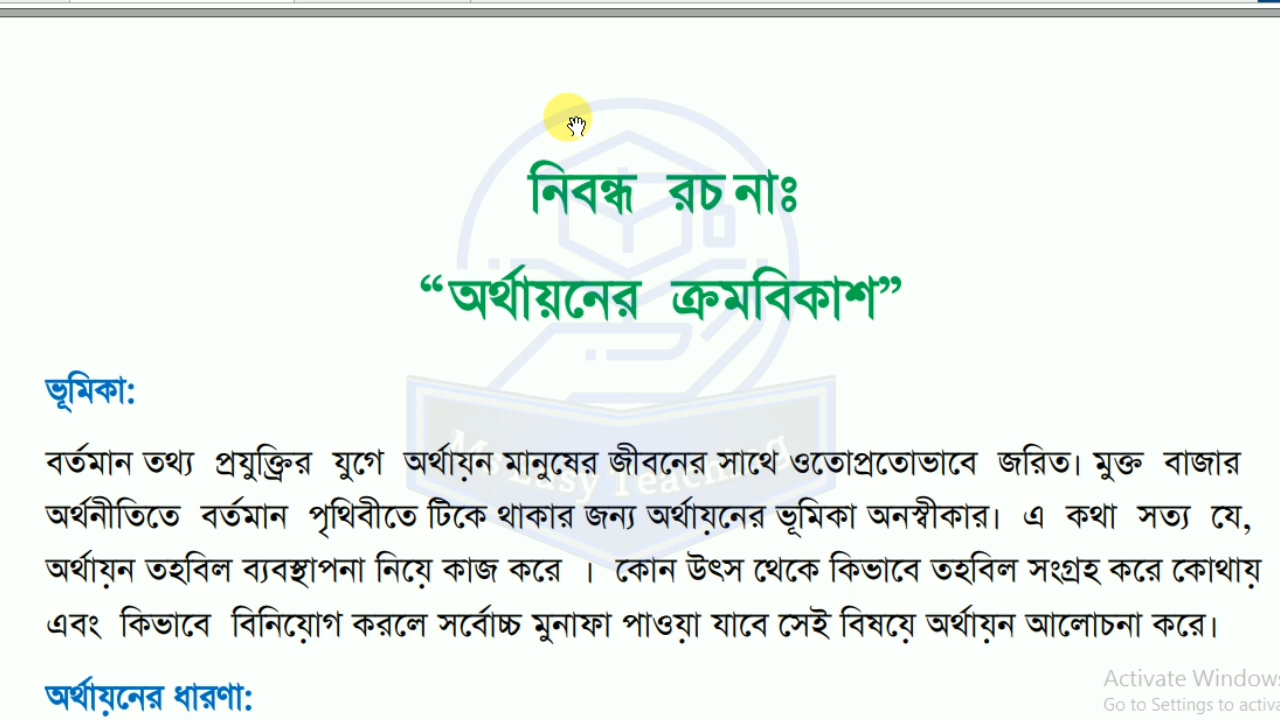 নিবন্ধ রচনাঃ
“অর্থায়নের ক্রমবিকাশ”
ভূমিকা:
বর্তমান তথ্য প্রযুক্ত্রির যুগে অর্থায়ন মানুষের জীবনের সাথে ওতোপ্রতোভাবে জরিত। মুক্ত বাজার
অর্থনীতিতে বর্তমান পৃথিবীতে টিকে থাকার জন্য অর্থায়নের ভূমিকা অনস্বীকার। এ কথা সত্য যে,
অর্থায়ন তহবিল ব্যবস্থাপনা নিয়ে কাজ করে । কোন উৎস থেকে কিভাবে তহবিল সংগ্রহ করে কোথায়
এবং কিভাবে বিনিয়োগ করলে সর্বোচ্চ মুনাফা পাওয়া যাবে সেই বিষয়ে অর্থায়ন আলোচনা করে।
অর্থায়নের ধারণা:
Activate Windows
Go to Settings to activa